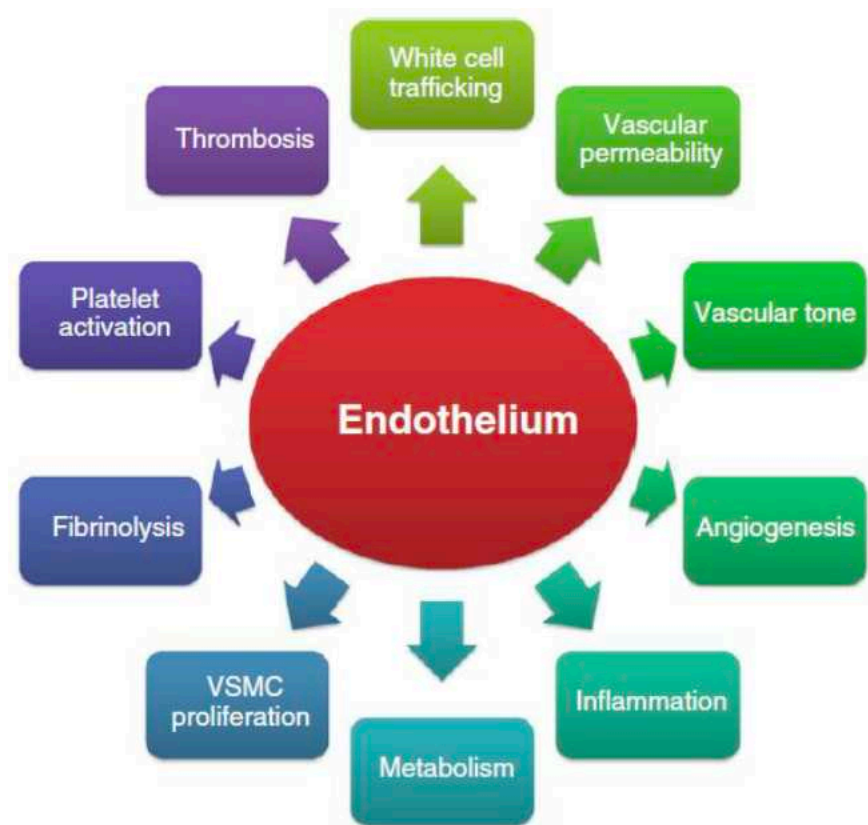 White cell
trafficking
Vascular
permeability
Vascular tone
Angiogenesis
Inflammation
Metabolism
VSMC
proliferation
Fibrinolysis
Platelet
activation
Thrombosis
Endothelium